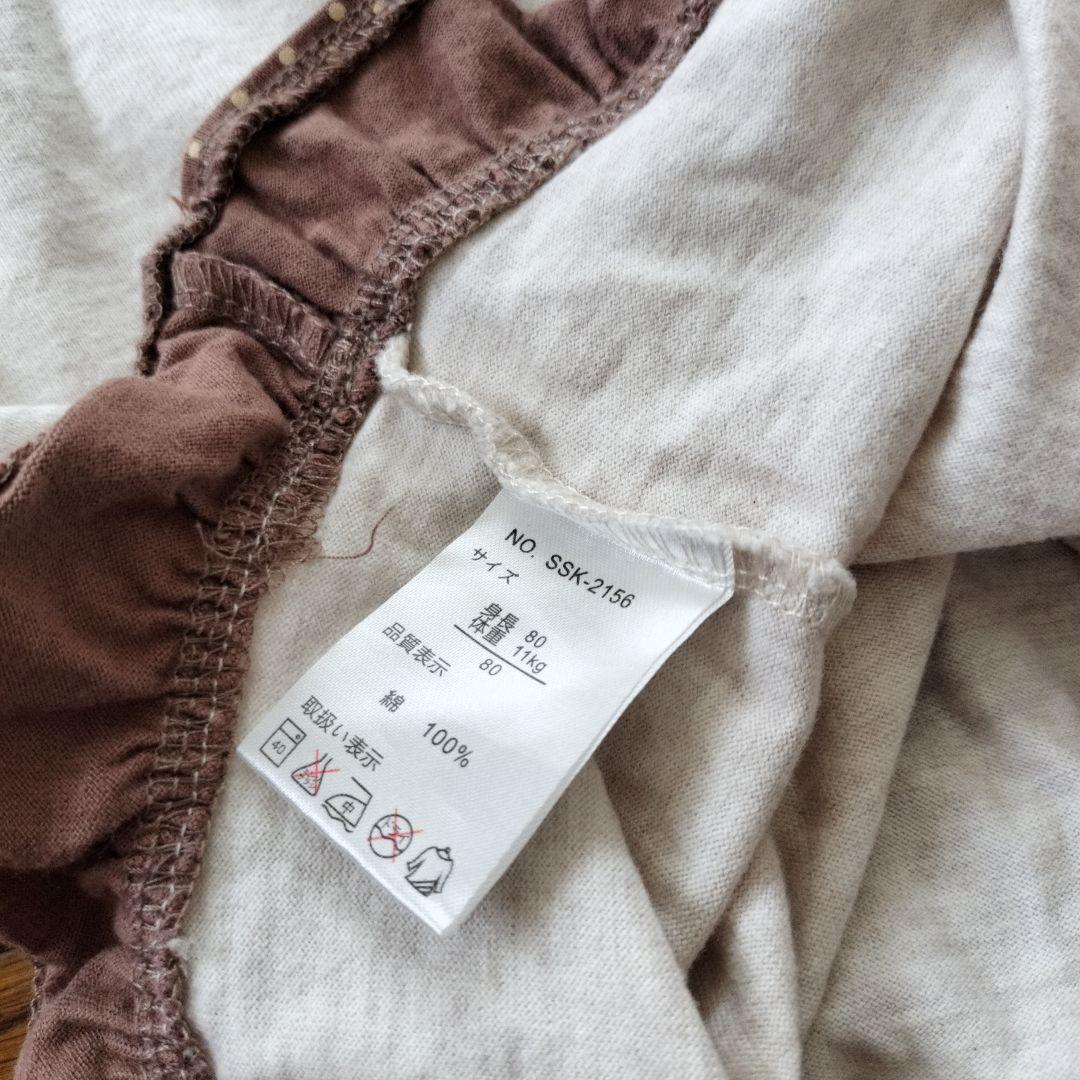 NO. SSK-2156
サイズ
身長 80
体重 11kg
80
品質表示
綿 100%
取扱い表示
40
中